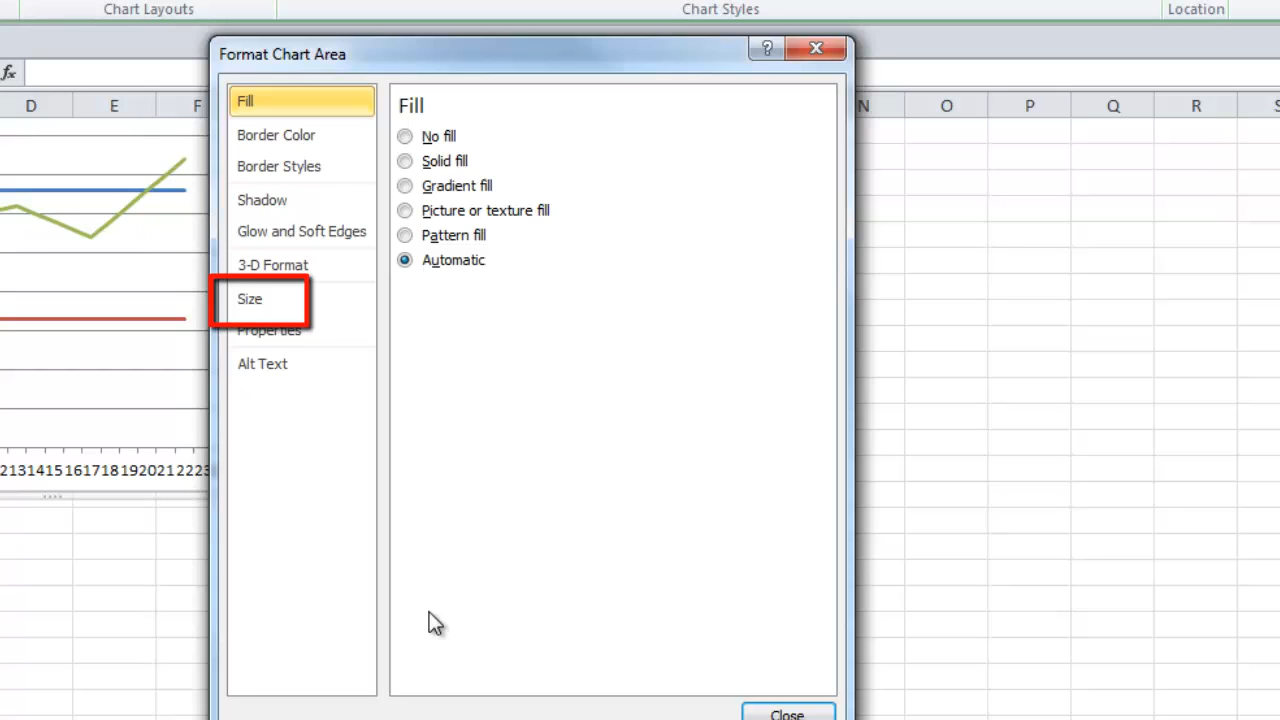 Chart Layouts Chart Styles Location
Format Chart Area
?
fx
D E F N O P Q R S
Fill
Border Color
Border Styles
Shadow
Glow and Soft Edges
3-D Format
Size
Properties
Alt Text
Fill
No fill
Solid fill
Gradient fill
Picture or texture fill
Pattern fill
Automatic
21314151617181920212223
Close